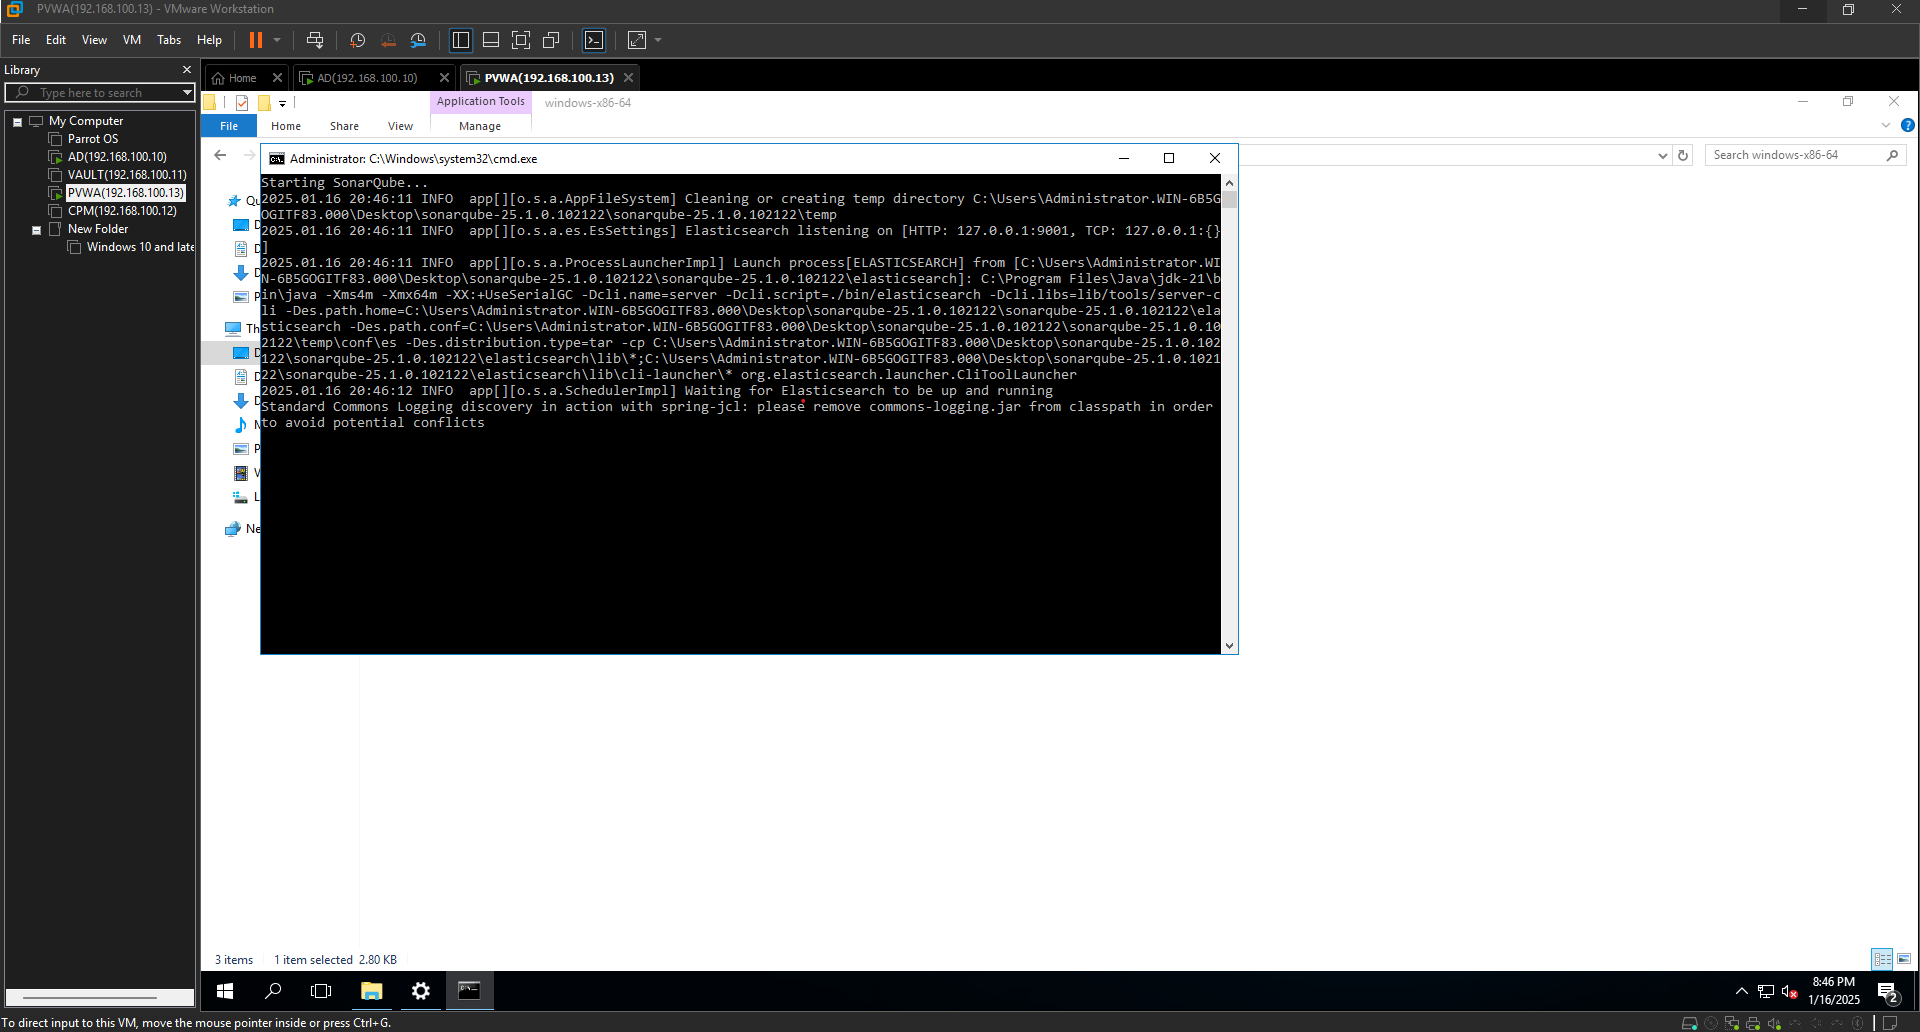 PVWA(192.168.100.13) - VMware Workstation
File Edit View VM Tabs Help
Library
Type here to search
My Computer
Parrot OS
AD(192.168.100.10)
VAULT(192.168.100.11)
PVWA(192.168.100.13)
CPM(192.168.100.12)
New Folder
Windows 10 and late
Home AD(192.168.100.10) PVWA(192.168.100.13)
Application Tools windows-x86-64
File Home Share View Manage
Search windows-x86-64
Administrator: C:\Windows\system32\cmd.exe
Starting SonarQube...
2025.01.16 20:46:11 INFO  app[][o.s.a.AppFileSystem] Cleaning or creating temp directory C:\Users\Administrator.WIN-6B5G
OGITF83.000\Desktop\sonarqube-25.1.0.102122\sonarqube-25.1.0.102122\temp
2025.01.16 20:46:11 INFO  app[][o.s.a.es.EsSettings] Elasticsearch listening on [HTTP: 127.0.0.1:9001, TCP: 127.0.0.1:{}
]
2025.01.16 20:46:11 INFO  app[][o.s.a.ProcessLauncherImpl] Launch process[ELASTICSEARCH] from [C:\Users\Administrator.WI
N-6B5GOGITF83.000\Desktop\sonarqube-25.1.0.102122\sonarqube-25.1.0.102122\elasticsearch]: C:\Program Files\Java\jdk-21\b
in\java -Xms4m -Xmx64m -XX:+UseSerialGC -Dcli.name=server -Dcli.script=./bin/elasticsearch -Dcli.libs=lib/tools/server-c
li -Des.path.home=C:\Users\Administrator.WIN-6B5GOGITF83.000\Desktop\sonarqube-25.1.0.102122\sonarqube-25.1.0.102122\ela
sticsearch -Des.path.conf=C:\Users\Administrator.WIN-6B5GOGITF83.000\Desktop\sonarqube-25.1.0.102122\sonarqube-25.1.0.10
2122\temp\conf\es -Des.distribution.type=tar -cp C:\Users\Administrator.WIN-6B5GOGITF83.000\Desktop\sonarqube-25.1.0.102
122\sonarqube-25.1.0.102122\elasticsearch\lib\*;C:\Users\Administrator.WIN-6B5GOGITF83.000\Desktop\sonarqube-25.1.0.1021
22\sonarqube-25.1.0.102122\elasticsearch\lib\cli-launcher\* org.elasticsearch.launcher.CliToolLauncher
2025.01.16 20:46:12 INFO  app[][o.s.a.SchedulerImpl] Waiting for Elasticsearch to be up and running
Standard Commons Logging discovery in action with spring-jcl: please remove commons-logging.jar from classpath in order
to avoid potential conflicts
Qu
D
D
D
P
Th
D
D
D
N
P
V
L
Ne
3 items 1 item selected 2.80 KB
8:46 PM
1/16/2025
2
To direct input to this VM, move the mouse pointer inside or press Ctrl+G.